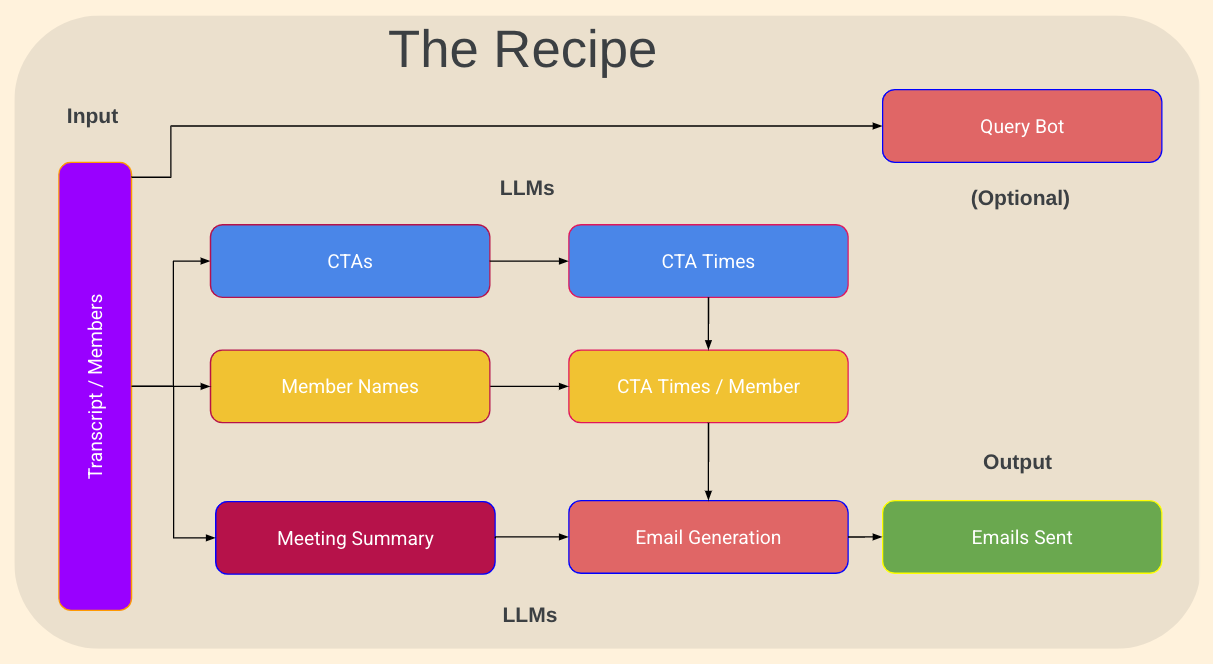 The Recipe
Input
Query Bot
(Optional)
LLMs
CTAs
CTA Times
Transcript / Members
Member Names
CTA Times / Member
Output
Meeting Summary
Email Generation
Emails Sent
LLMs